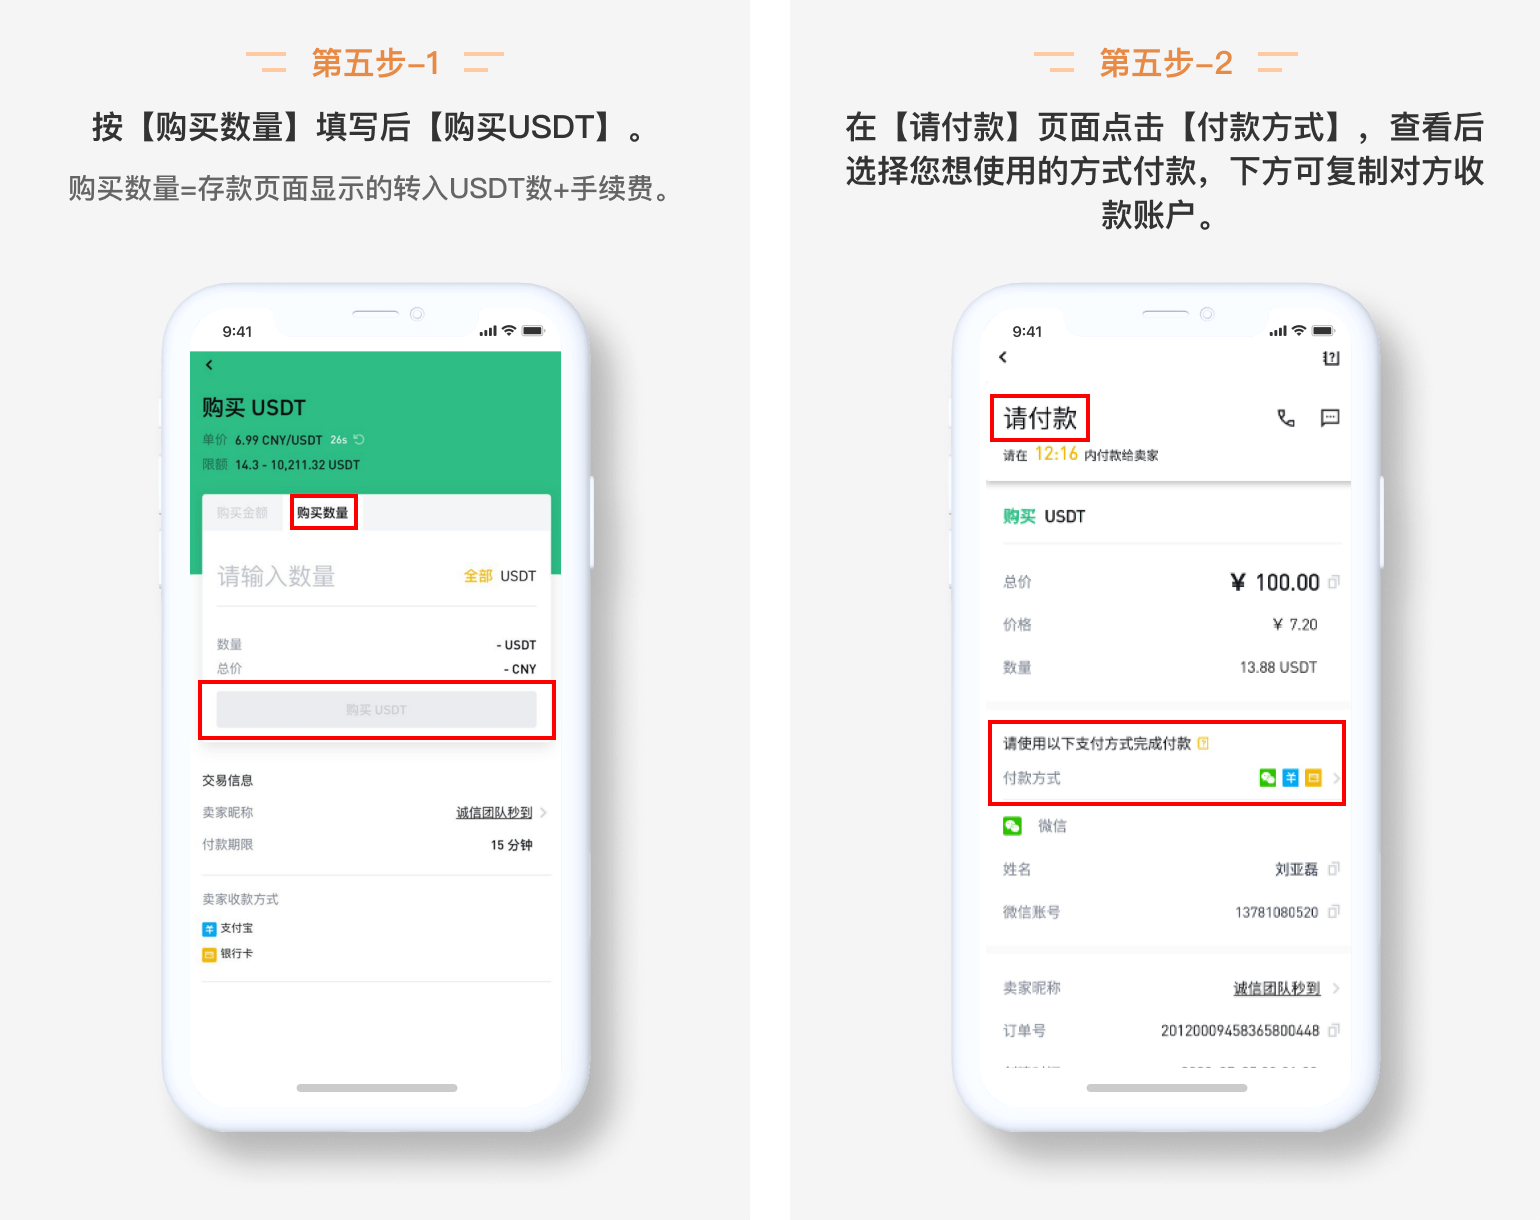 第五步-1
按【购买数量】填写后【购买USDT】。
购买数量=存款页面显示的转入USDT数+手续费。
9:41
购买 USDT
单价 6.99 CNY/USDT 26s
限额 14.3 - 10,211.32 USDT
购买金额 购买数量
请输入数量 全部 USDT
数量 - USDT
总价 - CNY
购买 USDT
交易信息
卖家昵称 诚信团队秒到
付款期限 15 分钟
卖家收款方式
支付宝
银行卡
第五步-2
在【请付款】页面点击【付款方式】，查看后
选择您想使用的方式付款，下方可复制对方收
款账户。
9:41
请付款
请在 12:16 内付款给卖家
购买 USDT
总价 ¥ 100.00
价格 ¥ 7.20
数量 13.88 USDT
请使用以下支付方式完成付款
付款方式
微信
姓名 刘亚磊
微信账号 13781080520
卖家昵称 诚信团队秒到
订单号 20120009458365800448